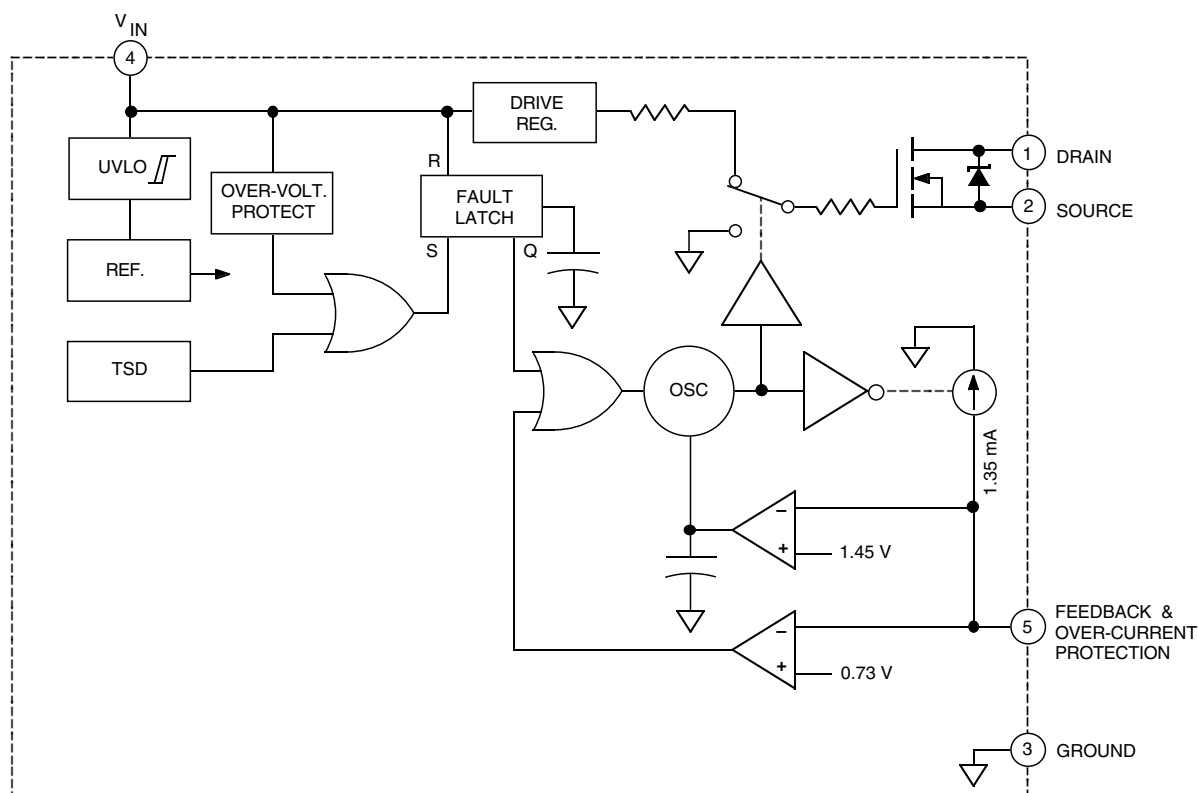 V IN
4
DRIVE
REG.
1
DRAIN
UVLO
R
OVER-VOLT.
PROTECT
FAULT
LATCH
2
SOURCE
S
Q
REF.
TSD
OSC
1.35 mA
–
+
1.45 V
5
FEEDBACK &
OVER-CURRENT
PROTECTION
–
+
0.73 V
3
GROUND